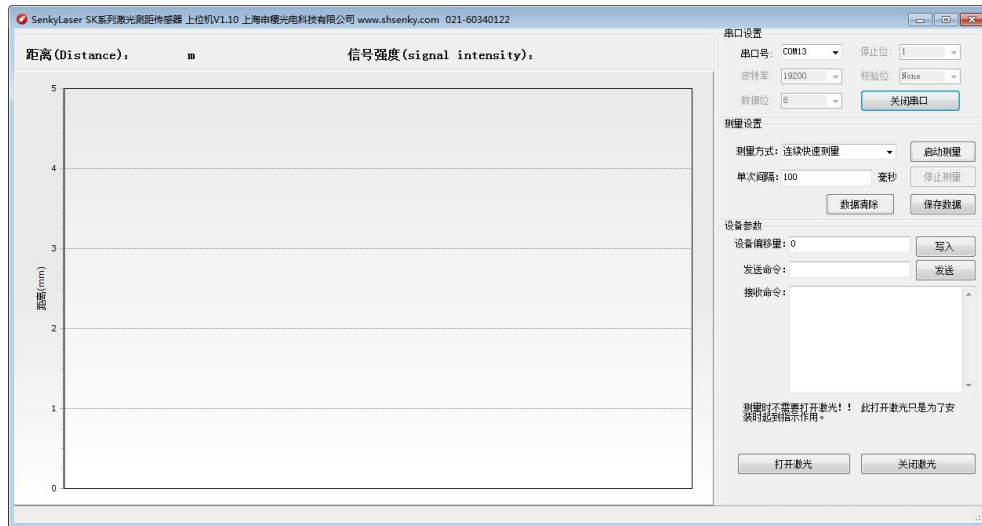 SenkyLaser SK系列激光测距传感器 上位机V1.10 上海申稷光电科技有限公司 www.shsenky.com 021-60340122
距离(Distance): m 信号强度(signal intensity):
5
4
3
2
1
0
距离(mm)
串口设置
串口号: COM13 停止位: 1
波特率: 19200 校验位: None
数据位: 8 关闭串口
测量设置
测量方式: 连续快速测量 启动测量
单次间隔: 100 毫秒 停止测量
数据清除 保存数据
设备参数
设备偏移量: 0 写入
发送命令: 发送
接收命令:
测量时不需要打开激光!! 此打开激光只是为了安
装时起到指示作用。
打开激光 关闭激光